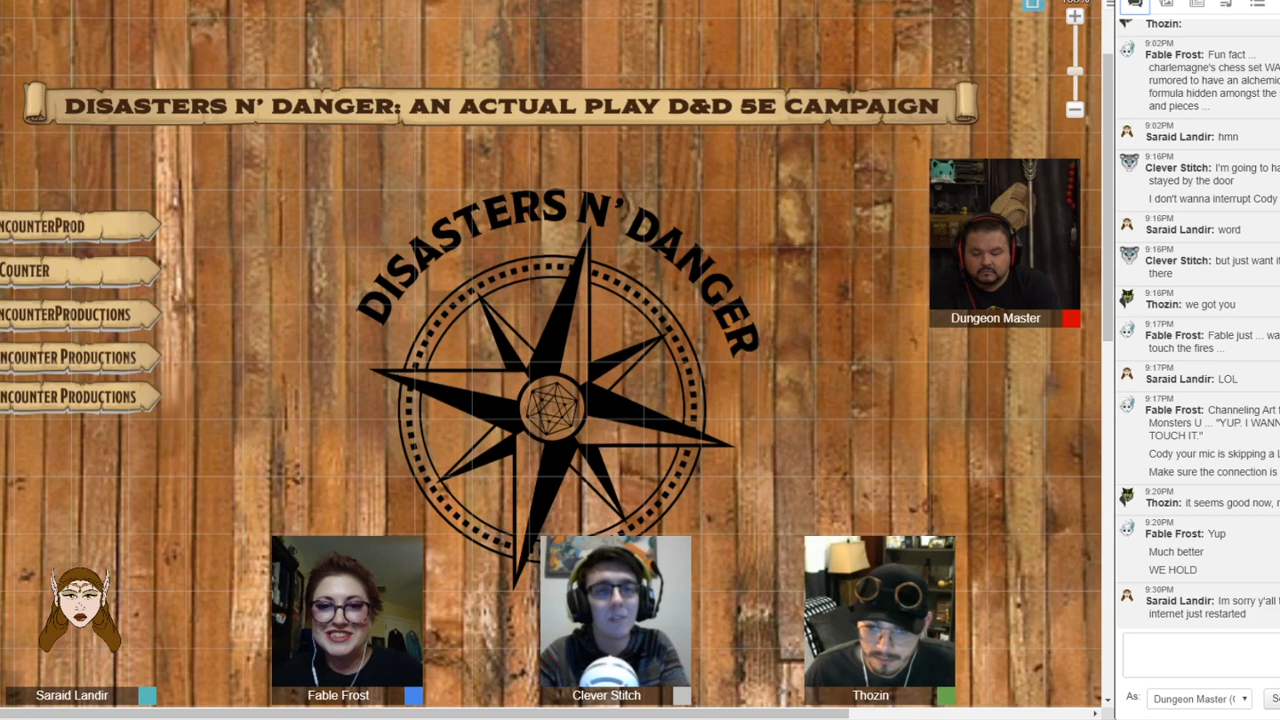 100%
DISASTERS N' DANGER: AN ACTUAL PLAY D&D 5E CAMPAIGN
DISASTERS N' DANGER
NCOUNTERPROD
COUNTER
NCOUNTERPRODUCTIONS
NCOUNTER PRODUCTIONS
NCOUNTER PRODUCTIONS
Dungeon Master
Saraid Landir
Fable Frost
Clever Stitch
Thozin
Thozin:
9:02PM
Fable Frost: Fun fact ...
charlemagne's chess set WA
rumored to have an alchemic
formula hidden amongst the
and pieces ...
9:02PM
Saraid Landir: hmn
9:16PM
Clever Stitch: I'm going to ha
stayed by the door
I don't wanna interrupt Cody
9:16PM
Saraid Landir: word
9:16PM
Clever Stitch: but just want it
there
9:16PM
Thozin: we got you
9:17PM
Fable Frost: Fable just ... wa
touch the fires ...
9:17PM
Saraid Landir: LOL
9:17PM
Fable Frost: Channeling Art
Monsters U ... "YUP. I WANN
TOUCH IT."
Cody your mic is skipping a L
Make sure the connection is
9:20PM
Thozin: it seems good now, r
9:20PM
Fable Frost: Yup
Much better
WE HOLD
9:30PM
Saraid Landir: Im sorry y'all
internet just restarted
As: Dungeon Master (